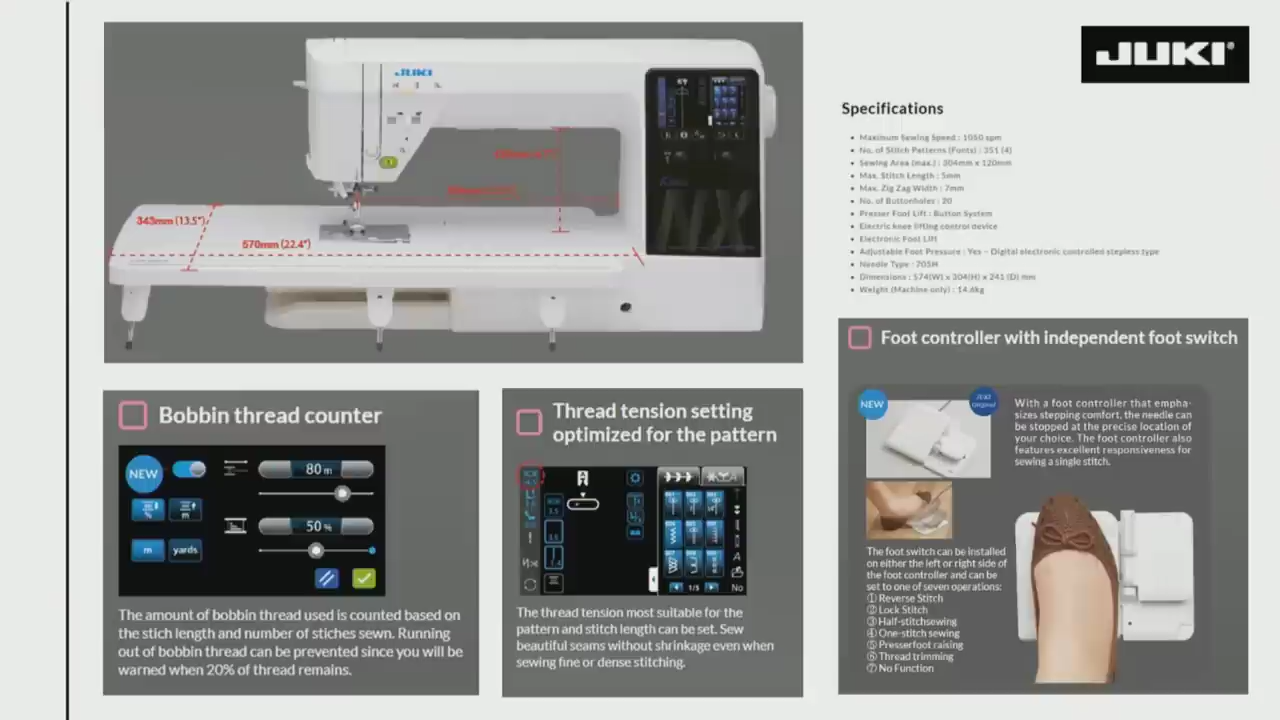 JUKI
JUKI
343mm (13.5")
570mm (22.4")
Specifications
Maximum Sewing Speed : 1050 spm
No. of Stitch Patterns (Fonts) : 351 (4)
Sewing Area (max.) : 304mm x 120mm
Max. Stitch Length : 5mm
Max. Zig Zag Width : 7mm
No. of Buttonholes : 20
Presser Foot Lift : Button System
Electric knee lifting control device
Electronic Foot Lift
Adjustable Foot Pressure : Yes – Digital electronic controlled stepless type
Needle Type : 705H
Dimensions : 574(W) x 304(H) x 241 (D) mm
Weight (Machine only) : 14.6kg
Bobbin thread counter
NEW
80 m
50 %
m
yards
The amount of bobbin thread used is counted based on
the stich length and number of stiches sewn. Running
out of bobbin thread can be prevented since you will be
warned when 20% of thread remains.
Thread tension setting
optimized for the pattern
1/5
No
The thread tension most suitable for the
pattern and stitch length can be set. Sew
beautiful seams without shrinkage even when
sewing fine or dense stitching.
Foot controller with independent foot switch
NEW
JUKI
Original
With a foot controller that empha-
sizes stepping comfort, the needle can
be stopped at the precise location of
your choice. The foot controller also
features excellent responsiveness for
sewing a single stitch.
The foot switch can be installed
on either the left or right side of
the foot controller and can be
set to one of seven operations:
① Reverse Stitch
② Lock Stitch
③ Half-stitchsewing
④ One-stitch sewing
⑤ Presserfoot raising
⑥ Thread trimming
⑦ No Function